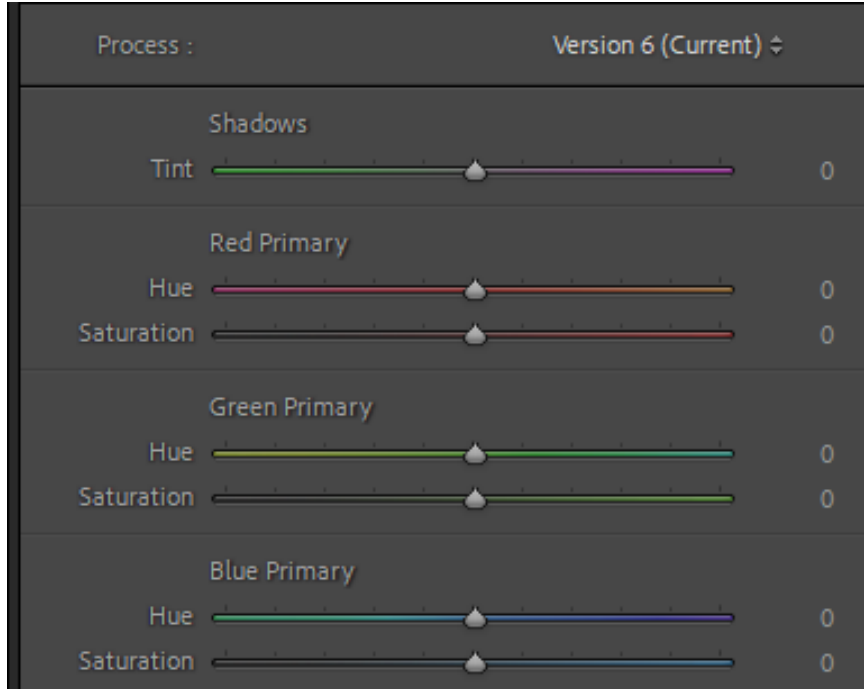 Process : Version 6 (Current)
Shadows
Tint 0
Red Primary
Hue 0
Saturation 0
Green Primary
Hue 0
Saturation 0
Blue Primary
Hue 0
Saturation 0